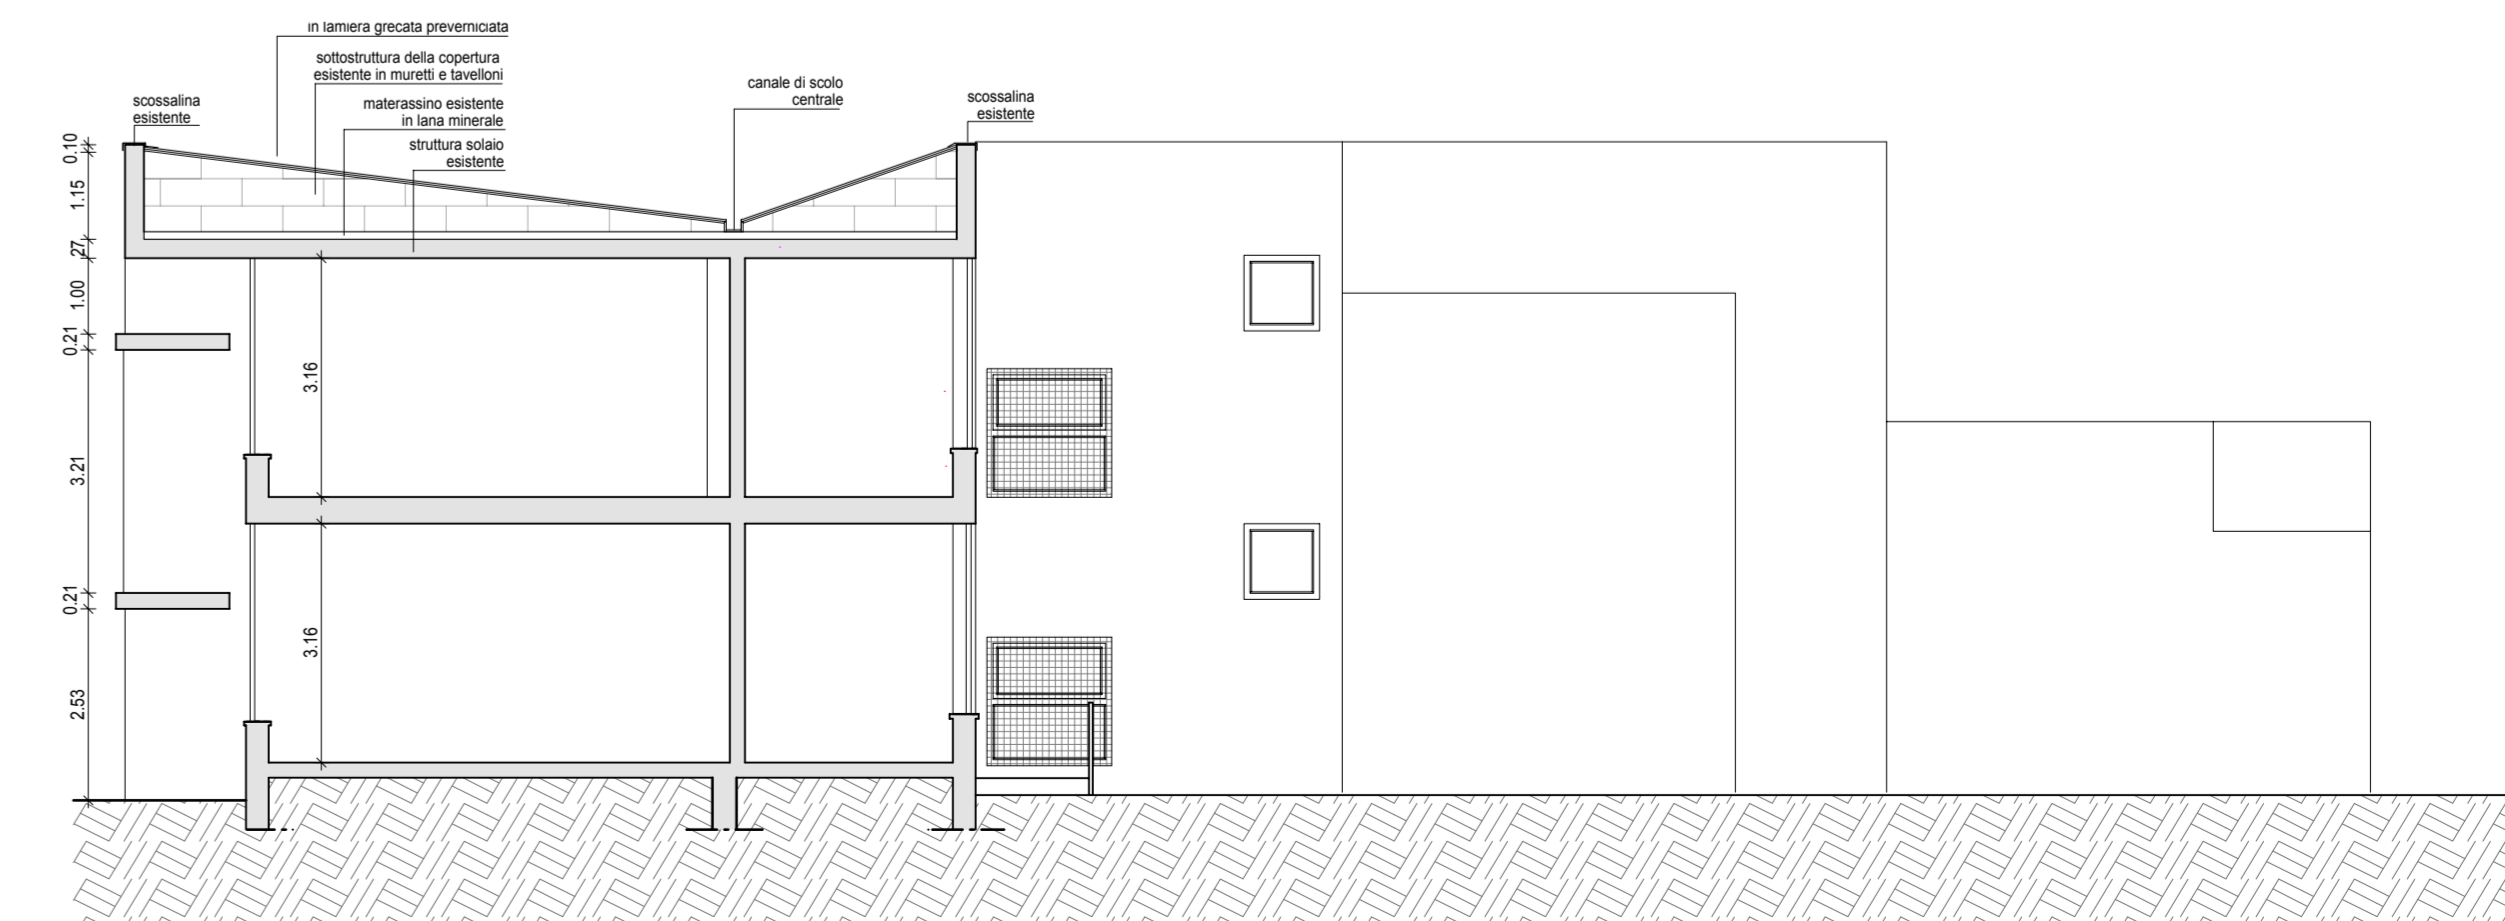 in lamiera grecata preverniciata
sottostruttura della copertura
esistente in muretti e tavelloni
materassino esistente
in lana minerale
struttura solaio
esistente
scossalina
esistente
canale di scolo
centrale
scossalina
esistente
0.10
1.15
27
1.00
0.21
3.21
0.21
2.53
3.16
3.16